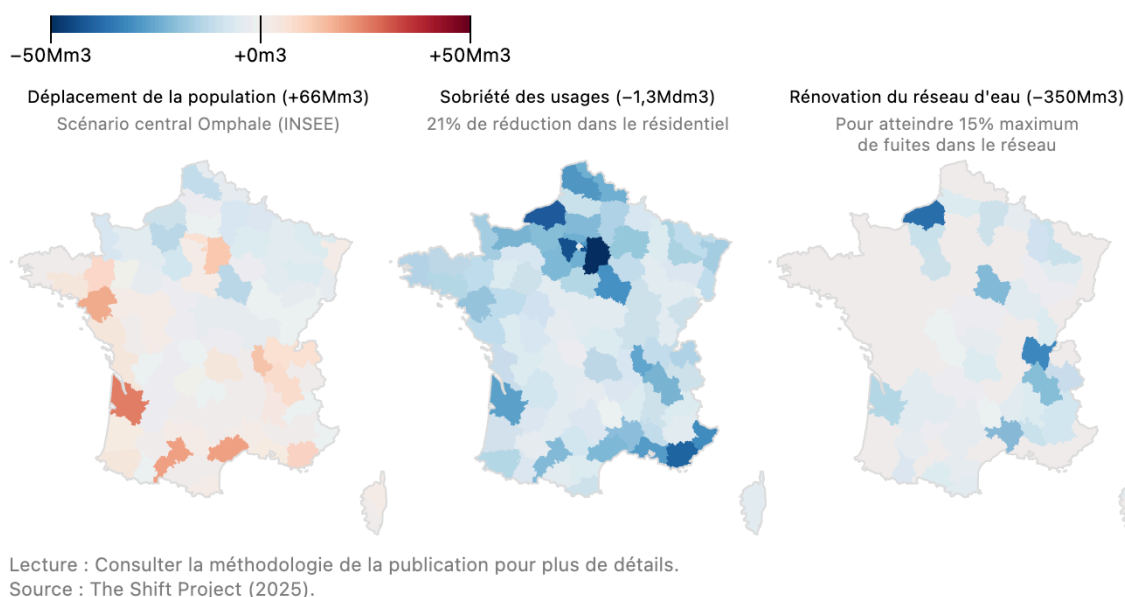 −50Mm3 +0m3 +50Mm3
Déplacement de la population (+66Mm3)
Scénario central Omphale (INSEE)
Sobriété des usages (−1,3Mdm3)
21% de réduction dans le résidentiel
Rénovation du réseau d'eau (−350Mm3)
Pour atteindre 15% maximum
de fuites dans le réseau
Lecture : Consulter la méthodologie de la publication pour plus de détails.
Source : The Shift Project (2025).